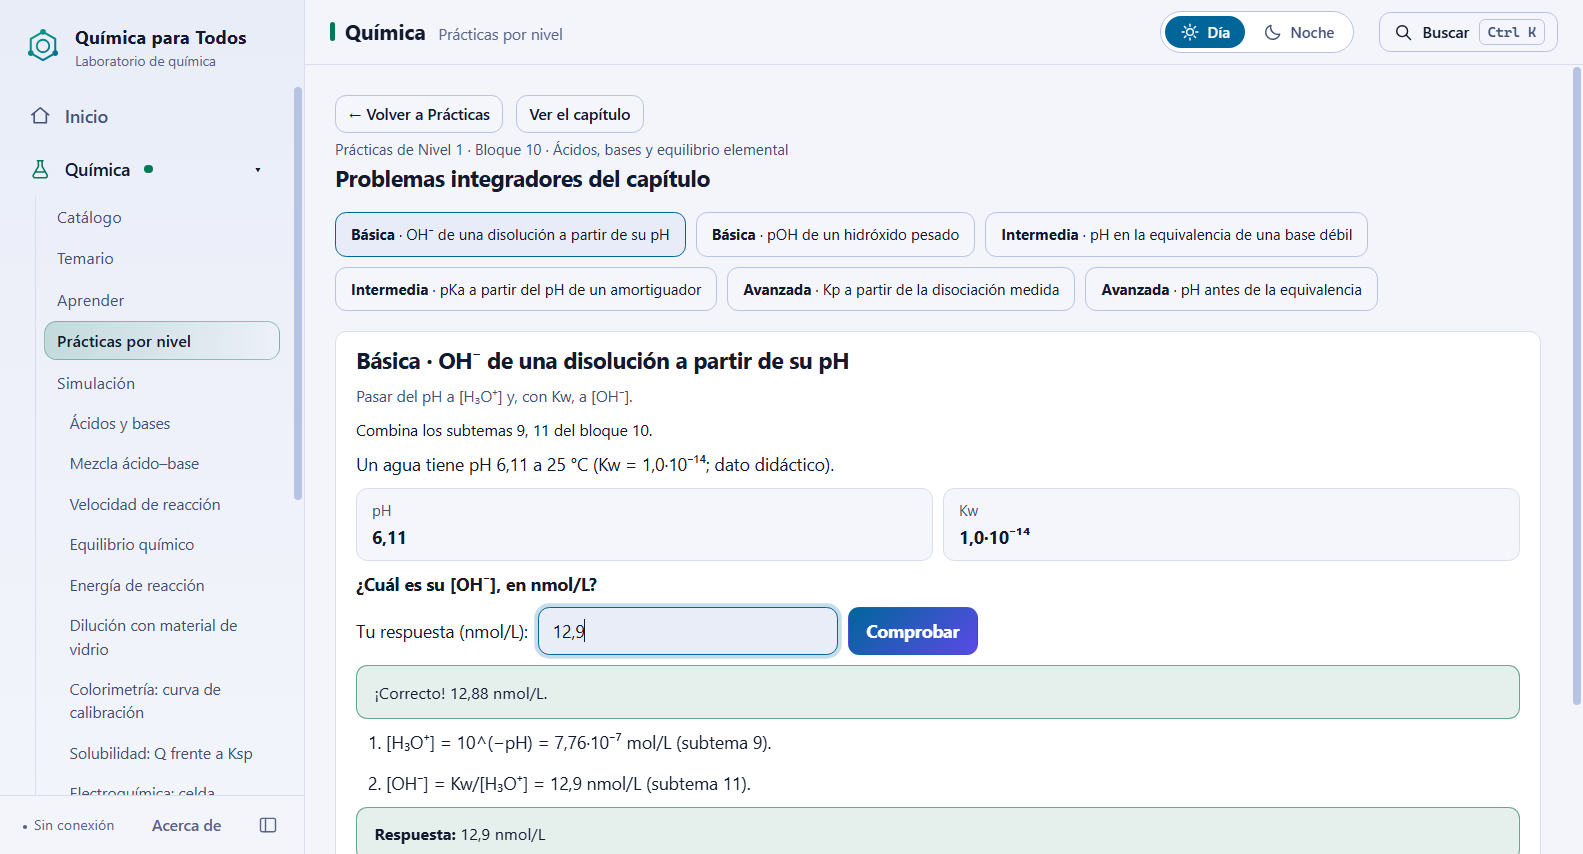 Química para Todos
Laboratorio de química
Inicio
Química
Catálogo
Temario
Aprender
Prácticas por nivel
Simulación
Ácidos y bases
Mezcla ácido–base
Velocidad de reacción
Equilibrio químico
Energía de reacción
Dilución con material de
vidrio
Colorimetría: curva de
calibración
Solubilidad: Q frente a Ksp
Electroquímica: celda
Sin conexión
Acerca de
Química Prácticas por nivel
Día
Noche
Buscar Ctrl K
← Volver a Prácticas
Ver el capítulo
Prácticas de Nivel 1 · Bloque 10 · Ácidos, bases y equilibrio elemental
Problemas integradores del capítulo
Básica · OH⁻ de una disolución a partir de su pH
Básica · pOH de un hidróxido pesado
Intermedia · pH en la equivalencia de una base débil
Intermedia · pKa a partir del pH de un amortiguador
Avanzada · Kp a partir de la disociación medida
Avanzada · pH antes de la equivalencia
Básica · OH⁻ de una disolución a partir de su pH
Pasar del pH a [H₃O⁺] y, con Kw, a [OH⁻].
Combina los subtemas 9, 11 del bloque 10.
Un agua tiene pH 6,11 a 25 °C (Kw = 1,0·10⁻¹⁴; dato didáctico).
pH
6,11
Kw
1,0·10⁻¹⁴
¿Cuál es su [OH⁻], en nmol/L?
Tu respuesta (nmol/L): 12,9 Comprobar
¡Correcto! 12,88 nmol/L.
1. [H₃O⁺] = 10^(−pH) = 7,76·10⁻⁷ mol/L (subtema 9).
2. [OH⁻] = Kw/[H₃O⁺] = 12,9 nmol/L (subtema 11).
Respuesta: 12,9 nmol/L